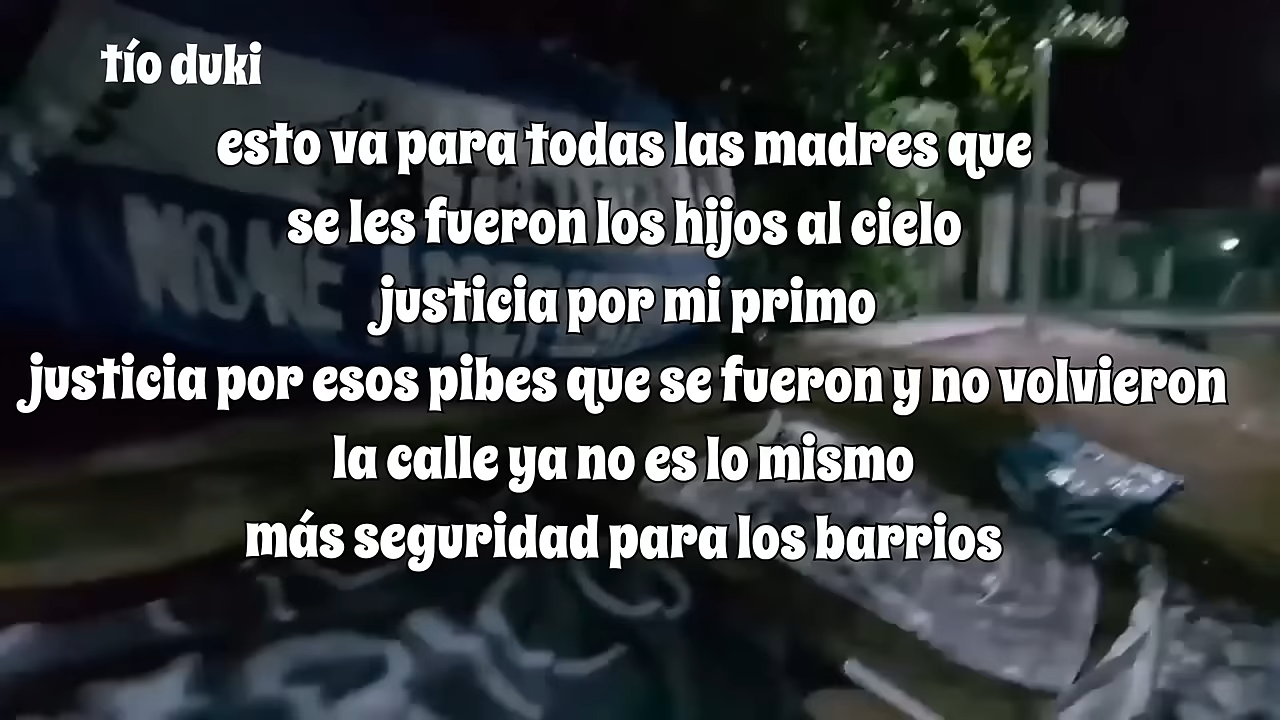 tío duki
esto va para todas las madres que
se les fueron los hijos al cielo
justicia por mi primo
justicia por esos pibes que se fueron y no volvieron
la calle ya no es lo mismo
más seguridad para los barrios
NO ME